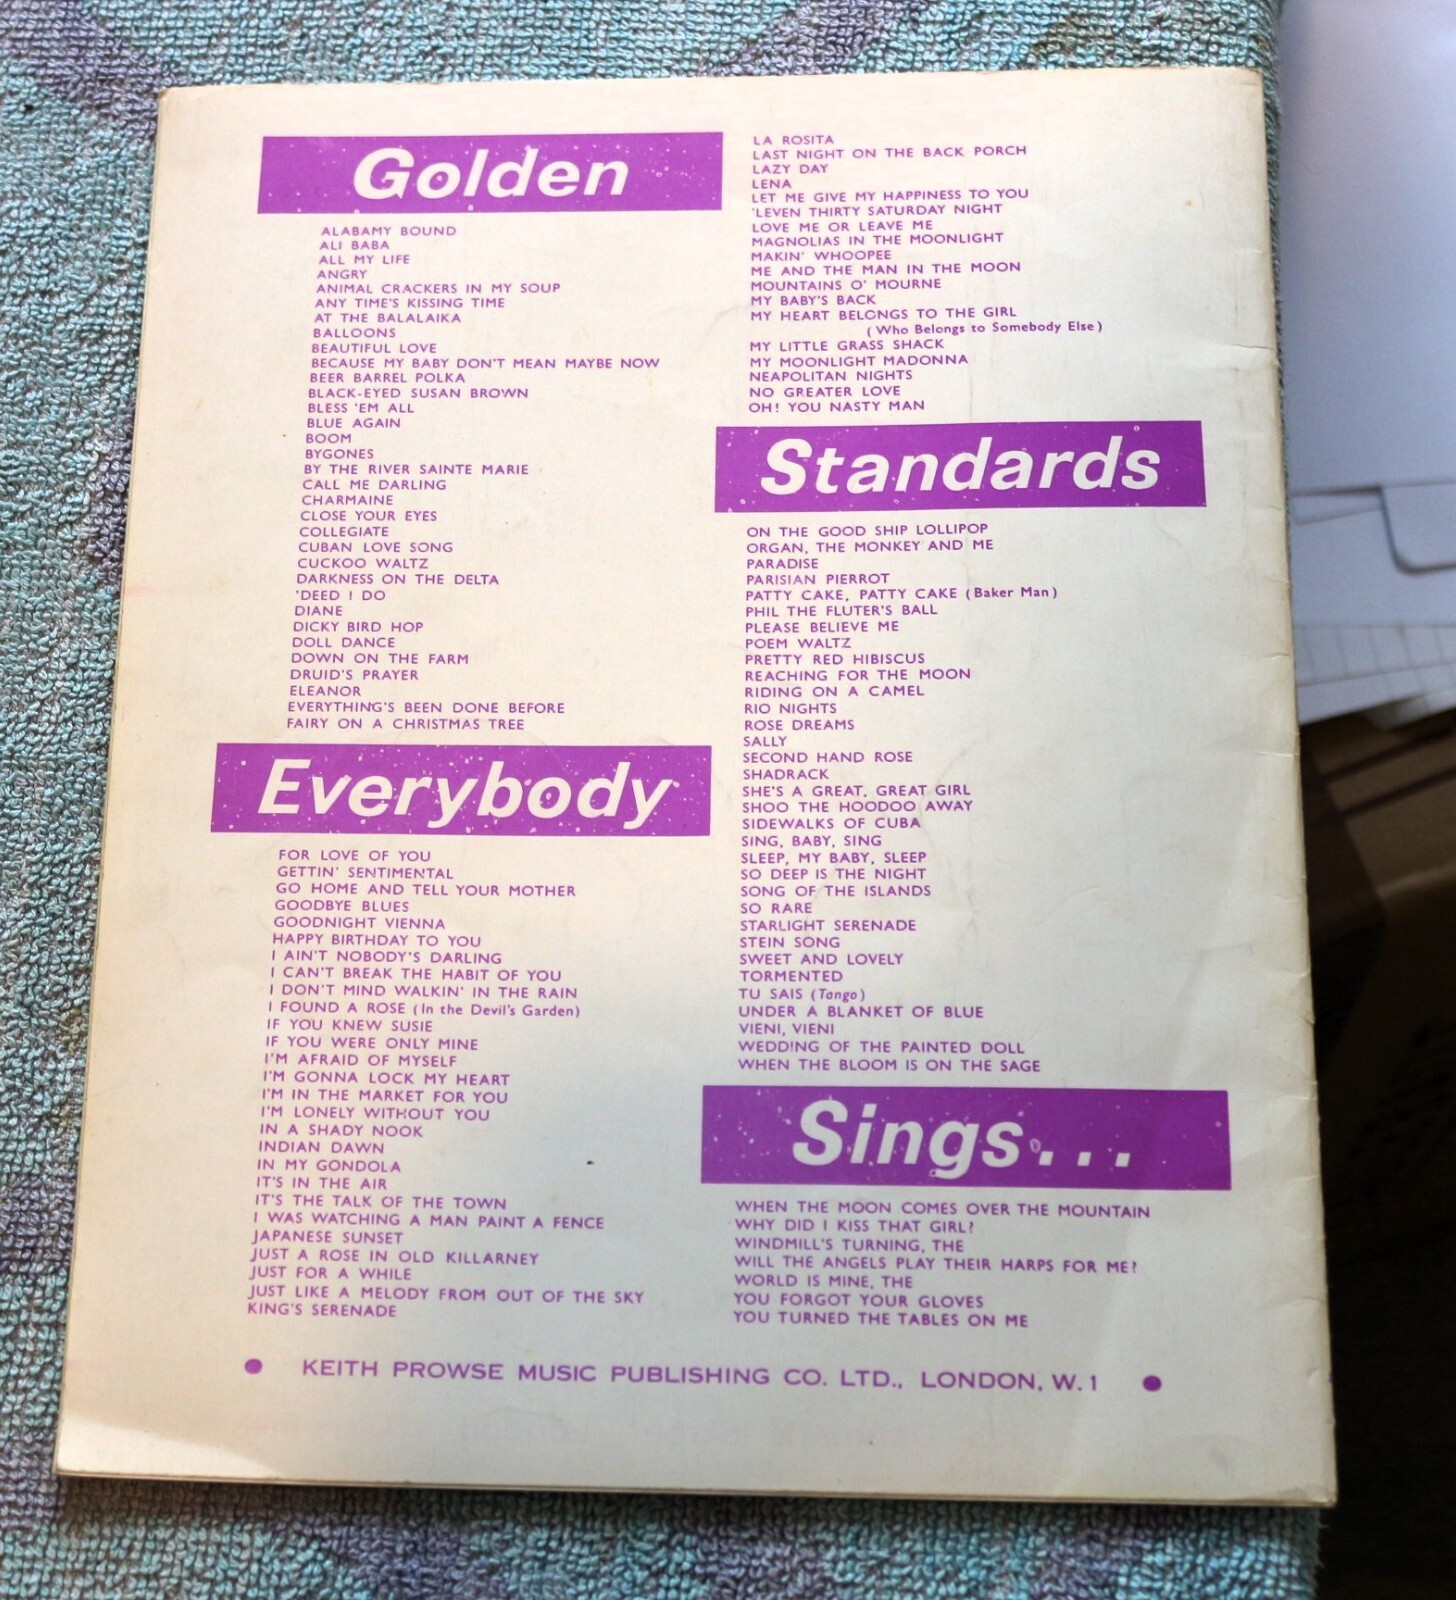 Golden
ALABAMY BOUND
ALI BABA
ALL MY LIFE
ANGRY
ANIMAL CRACKERS IN MY SOUP
ANY TIME'S KISSING TIME
AT THE BALALAIKA
BALLOONS
BEAUTIFUL LOVE
BECAUSE MY BABY DON'T MEAN MAYBE NOW
BEER BARREL POLKA
BLACK-EYED SUSAN BROWN
BLESS 'EM ALL
BLUE AGAIN
BOOM
BYGONES
BY THE RIVER SAINTE MARIE
CALL ME DARLING
CHARMAINE
CLOSE YOUR EYES
COLLEGIATE
CUBAN LOVE SONG
CUCKOO WALTZ
DARKNESS ON THE DELTA
'DEED I DO
DIANE
DICKY BIRD HOP
DOLL DANCE
DOWN ON THE FARM
DRUID'S PRAYER
ELEANOR
EVERYTHING'S BEEN DONE BEFORE
FAIRY ON A CHRISTMAS TREE
Everybody
FOR LOVE OF YOU
GETTIN' SENTIMENTAL
GO HOME AND TELL YOUR MOTHER
GOODBYE BLUES
GOODNIGHT VIENNA
HAPPY BIRTHDAY TO YOU
I AIN'T NOBODY'S DARLING
I CAN'T BREAK THE HABIT OF YOU
I DON'T MIND WALKIN' IN THE RAIN
I FOUND A ROSE (In the Devil's Garden)
IF YOU KNEW SUSIE
IF YOU WERE ONLY MINE
I'M AFRAID OF MYSELF
I'M GONNA LOCK MY HEART
I'M IN THE MARKET FOR YOU
I'M LONELY WITHOUT YOU
IN A SHADY NOOK
INDIAN DAWN
IN MY GONDOLA
IT'S IN THE AIR
IT'S THE TALK OF THE TOWN
I WAS WATCHING A MAN PAINT A FENCE
JAPANESE SUNSET
JUST A ROSE IN OLD KILLARNEY
JUST FOR A WHILE
JUST LIKE A MELODY FROM OUT OF THE SKY
KING'S SERENADE
LA ROSITA
LAST NIGHT ON THE BACK PORCH
LAZY DAY
LENA
LET ME GIVE MY HAPPINESS TO YOU
'LEVEN THIRTY SATURDAY NIGHT
LOVE ME OR LEAVE ME
MAGNOLIAS IN THE MOONLIGHT
MAKIN' WHOOPEE
ME AND THE MAN IN THE MOON
MOUNTAINS O' MOURNE
MY BABY'S BACK
MY HEART BELONGS TO THE GIRL
(Who Belongs to Somebody Else)
MY LITTLE GRASS SHACK
MY MOONLIGHT MADONNA
NEAPOLITAN NIGHTS
NO GREATER LOVE
OH! YOU NASTY MAN
Standards
ON THE GOOD SHIP LOLLIPOP
ORGAN, THE MONKEY AND ME
PARADISE
PARISIAN PIERROT
PATTY CAKE, PATTY CAKE (Baker Man)
PHIL THE FLUTER'S BALL
PLEASE BELIEVE ME
POEM WALTZ
PRETTY RED HIBISCUS
REACHING FOR THE MOON
RIDING ON A CAMEL
RIO NIGHTS
ROSE DREAMS
SALLY
SECOND HAND ROSE
SHADRACK
SHE'S A GREAT, GREAT GIRL
SHOO THE HOODOO AWAY
SIDEWALKS OF CUBA
SING, BABY, SING
SLEEP, MY BABY, SLEEP
SO DEEP IS THE NIGHT
SONG OF THE ISLANDS
SO RARE
STARLIGHT SERENADE
STEIN SONG
SWEET AND LOVELY
TORMENTED
TU SAIS (Tango)
UNDER A BLANKET OF BLUE
VIENI, VIENI
WEDDING OF THE PAINTED DOLL
WHEN THE BLOOM IS ON THE SAGE
Sings...
WHEN THE MOON COMES OVER THE MOUNTAIN
WHY DID I KISS THAT GIRL?
WINDMILL'S TURNING, THE
WILL THE ANGELS PLAY THEIR HARPS FOR ME?
WORLD IS MINE, THE
YOU FORGOT YOUR GLOVES
YOU TURNED THE TABLES ON ME
● KEITH PROWSE MUSIC PUBLISHING CO. LTD., LONDON, W.1 ●